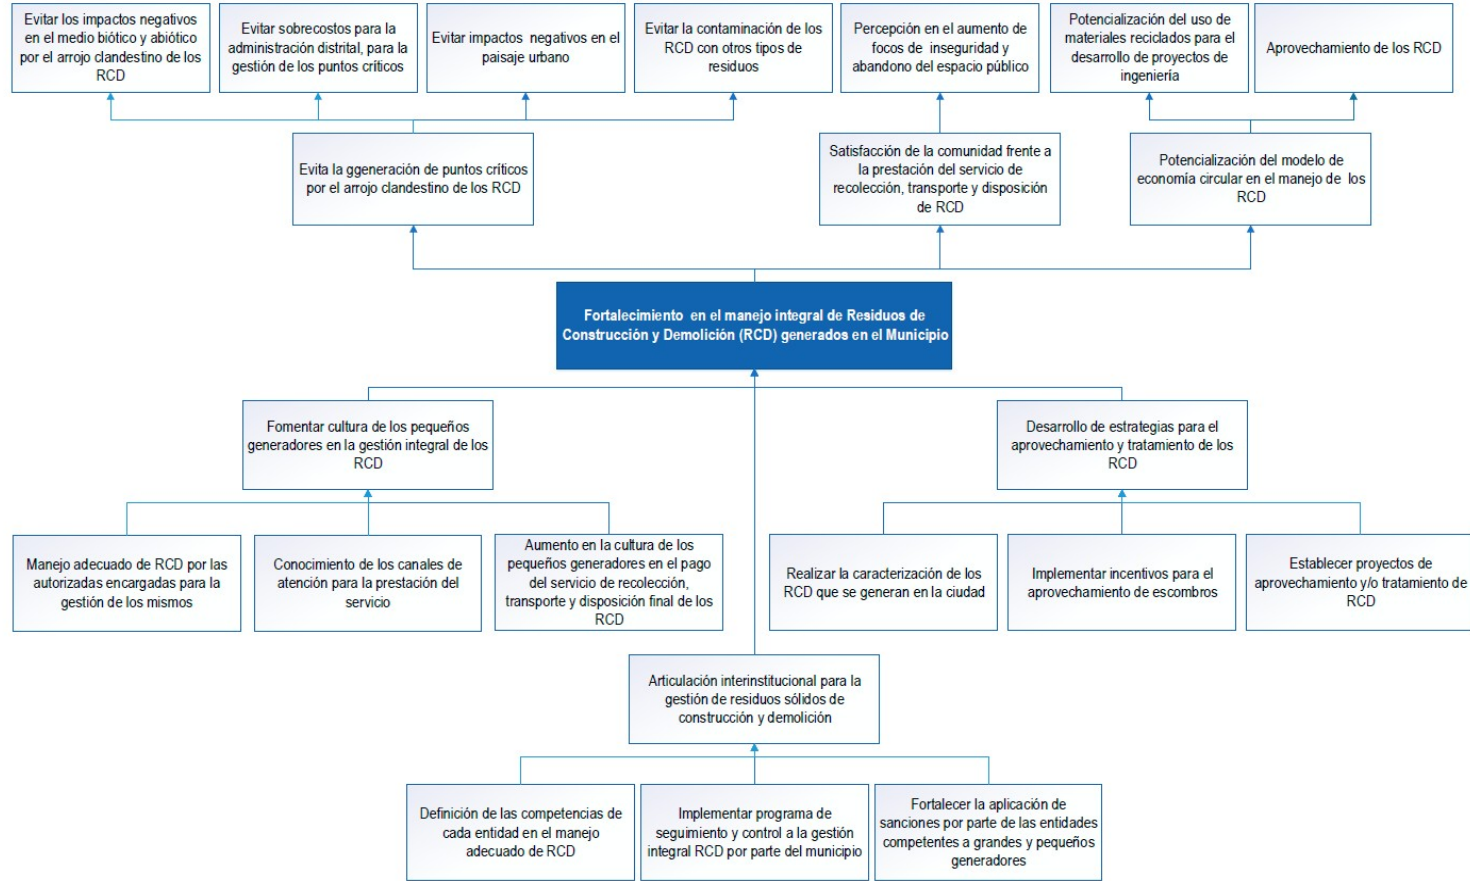 Evitar los impactos negativos
en el medio biótico y abiótico
por el arrojo clandestino de los
RCD
Evitar sobrecostos para la
administración distrital, para la
gestión de los puntos críticos
Evitar impactos negativos en el
paisaje urbano
Evitar la contaminación de los
RCD con otros tipos de
residuos
Percepción en el aumento de
focos de inseguridad y
abandono del espacio público
Potencialización del uso de
materiales reciclados para el
desarrollo de proyectos de
ingeniería
Aprovechamiento de los RCD
Evita la ggeneración de puntos críticos
por el arrojo clandestino de los RCD
Satisfacción de la comunidad frente a
la prestación del servicio de
recolección, transporte y disposición
de RCD
Potencialización del modelo de
economía circular en el manejo de los
RCD
Fortalecimiento en el manejo integral de Residuos de
Construcción y Demolición (RCD) generados en el Municipio
Fomentar cultura de los pequeños
generadores en la gestión integral de los
RCD
Desarrollo de estrategias para el
aprovechamiento y tratamiento de los
RCD
Manejo adecuado de RCD por las
autorizadas encargadas para la
gestión de los mismos
Conocimiento de los canales de
atención para la prestación del
servicio
Aumento en la cultura de los
pequeños generadores en el pago
del servicio de recolección,
transporte y disposición final de los
RCD
Realizar la caracterización de los
RCD que se generan en la ciudad
Implementar incentivos para el
aprovechamiento de escombros
Establecer proyectos de
aprovechamiento y/o tratamiento de
RCD
Articulación interinstitucional para la
gestión de residuos sólidos de
construcción y demolición
Definición de las competencias de
cada entidad en el manejo
adecuado de RCD
Implementar programa de
seguimiento y control a la gestión
integral RCD por parte del municipio
Fortalecer la aplicación de
sanciones por parte de las entidades
competentes a grandes y pequeños
generadores